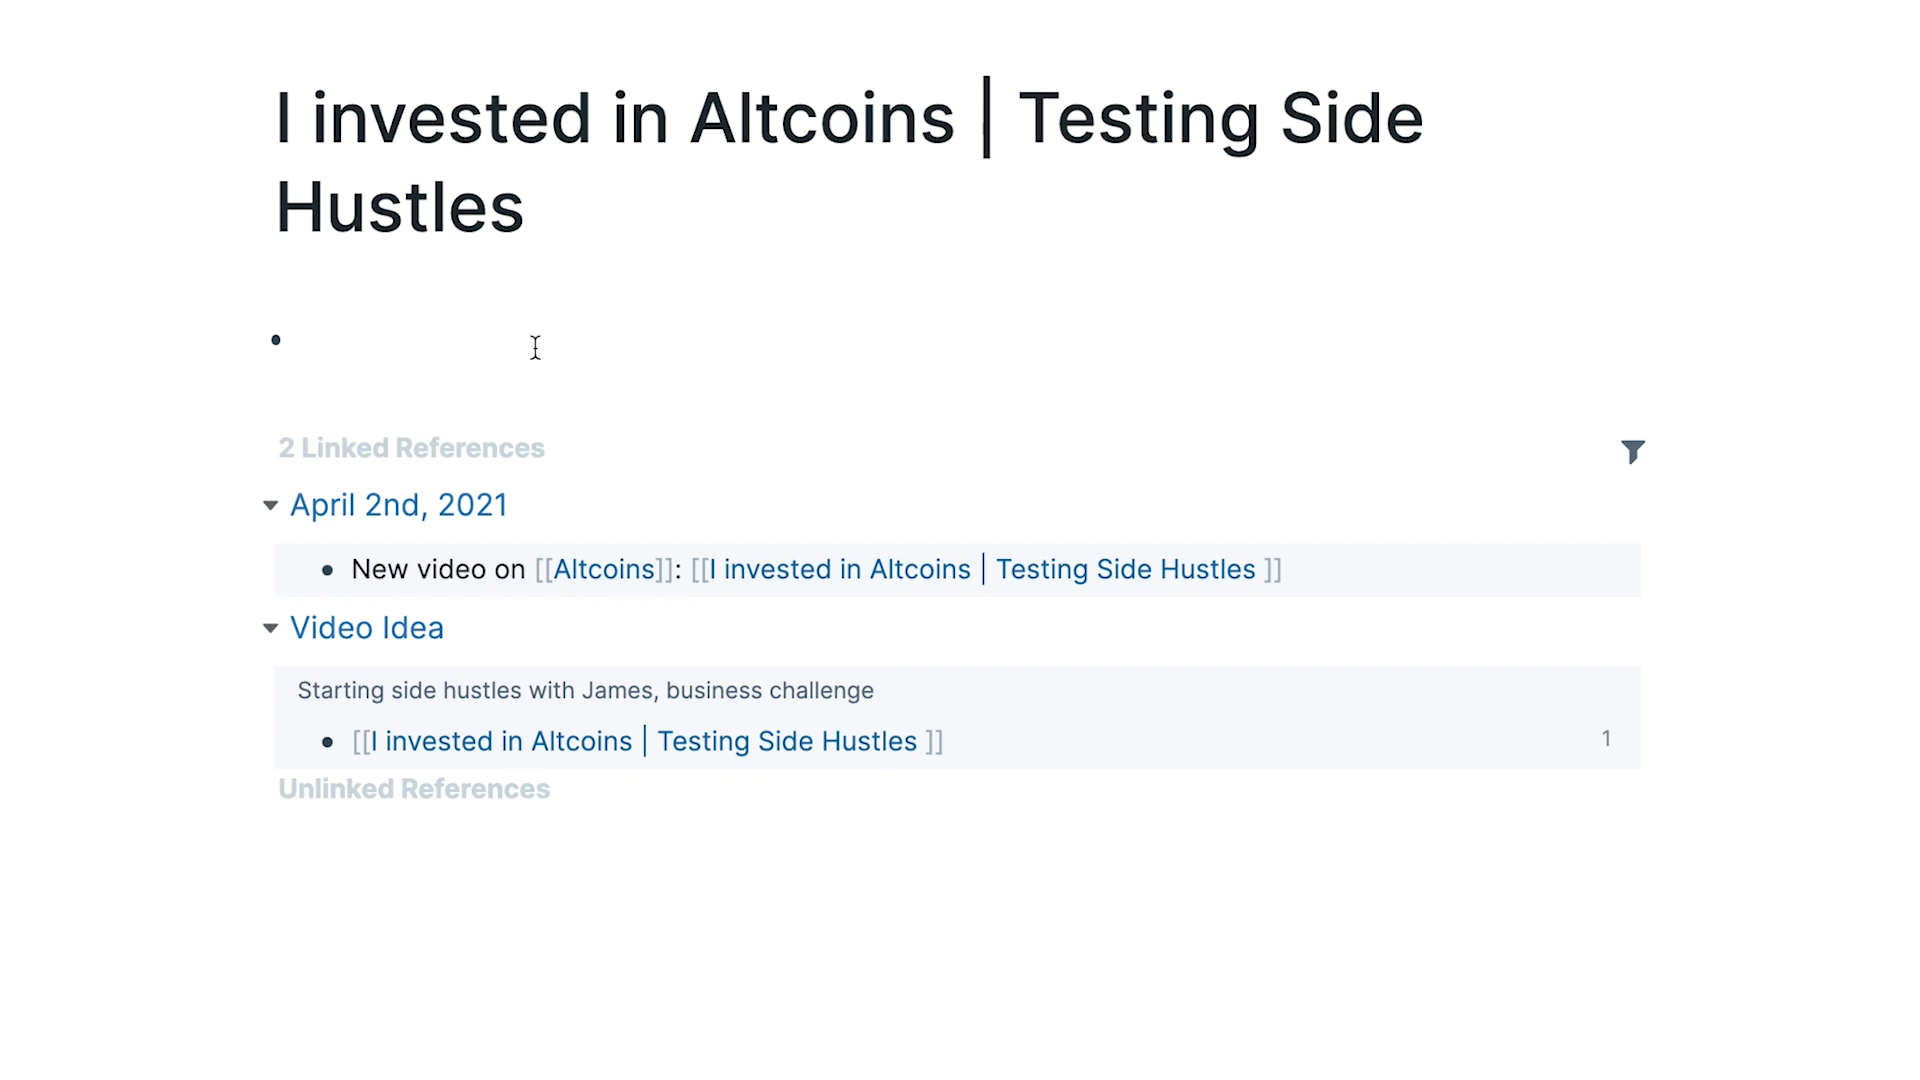 I invested in Altcoins | Testing Side
Hustles
2 Linked References
April 2nd, 2021
New video on [[Altcoins]]: [[I invested in Altcoins | Testing Side Hustles ]]
Video Idea
Starting side hustles with James, business challenge
[[I invested in Altcoins | Testing Side Hustles ]] 1
Unlinked References